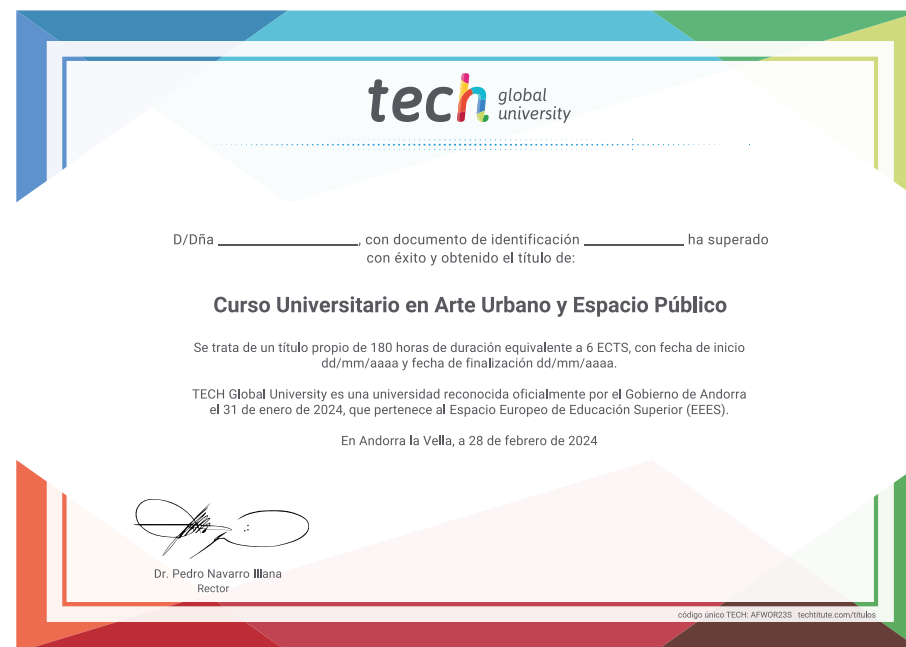 tech global university
D/Dña ____________________, con documento de identificación ______________ ha superado
con éxito y obtenido el título de:
Curso Universitario en Arte Urbano y Espacio Público
Se trata de un título propio de 180 horas de duración equivalente a 6 ECTS, con fecha de inicio
dd/mm/aaaa y fecha de finalización dd/mm/aaaa.
TECH Global University es una universidad reconocida oficialmente por el Gobierno de Andorra
el 31 de enero de 2024, que pertenece al Espacio Europeo de Educación Superior (EEES).
En Andorra la Vella, a 28 de febrero de 2024
Dr. Pedro Navarro Illana
Rector
código único TECH: AFWOR23S techtitute.com/titulos